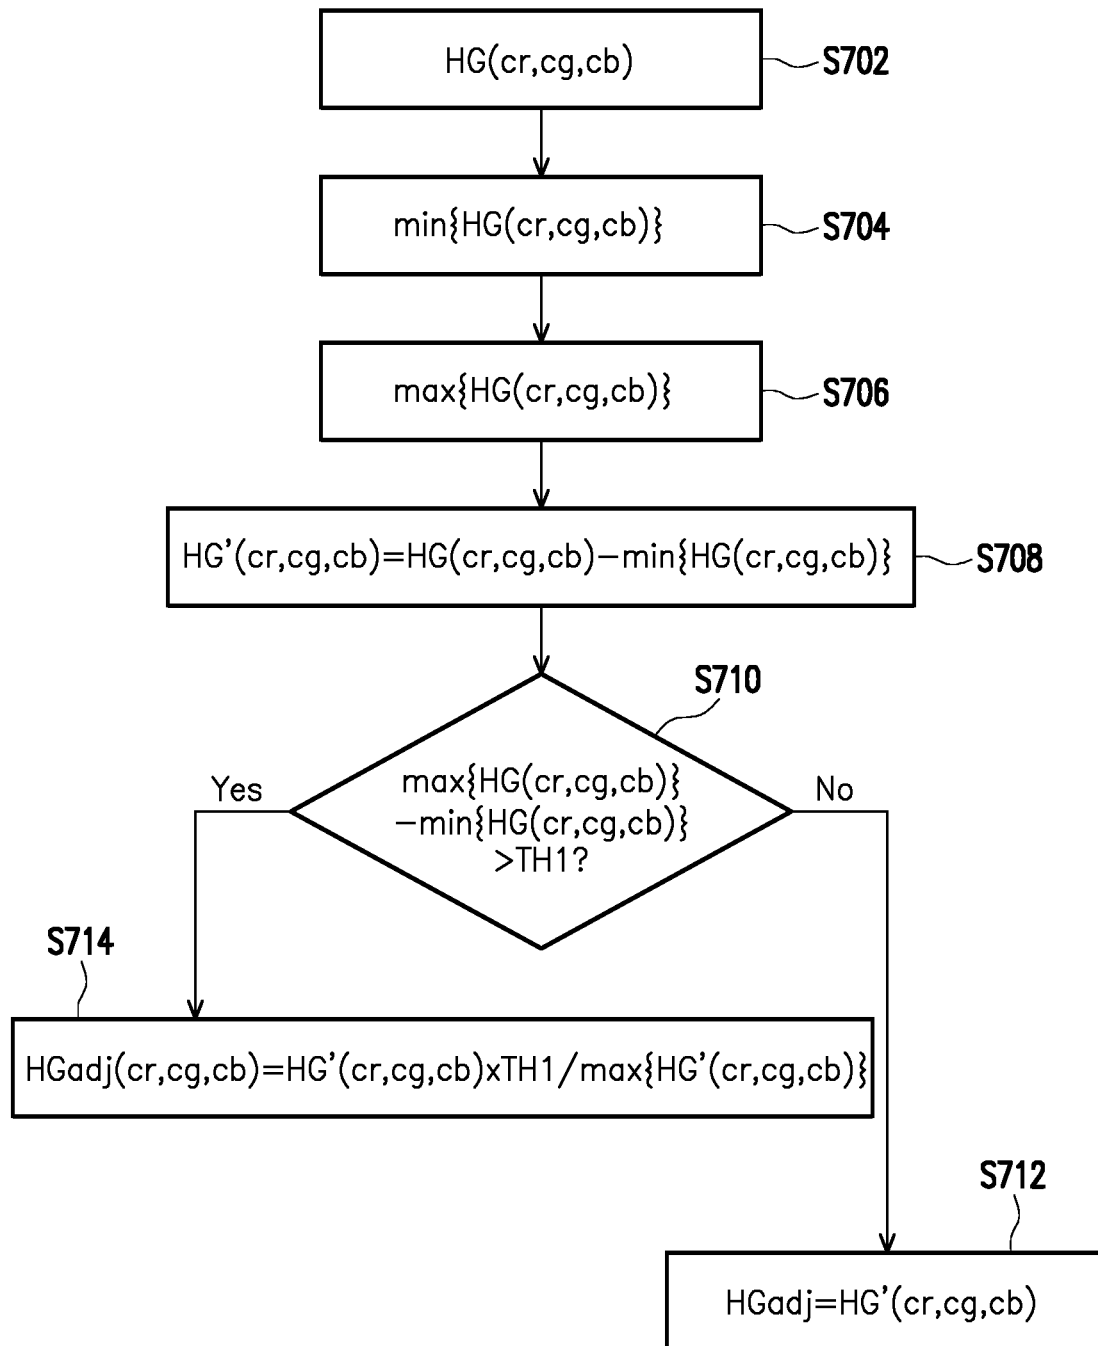 HG(cr,cg,cb)
S702
min{HG(cr,cg,cb)}
S704
max{HG(cr,cg,cb)}
S706
HG'(cr,cg,cb)=HG(cr,cg,cb)-min{HG(cr,cg,cb)}
S708
S710
max{HG(cr,cg,cb)}
-min{HG(cr,cg,cb)}
>TH1?
Yes
No
S714
HGadj(cr,cg,cb)=HG'(cr,cg,cb)xTH1/max{HG'(cr,cg,cb)}
S712
HGadj=HG'(cr,cg,cb)